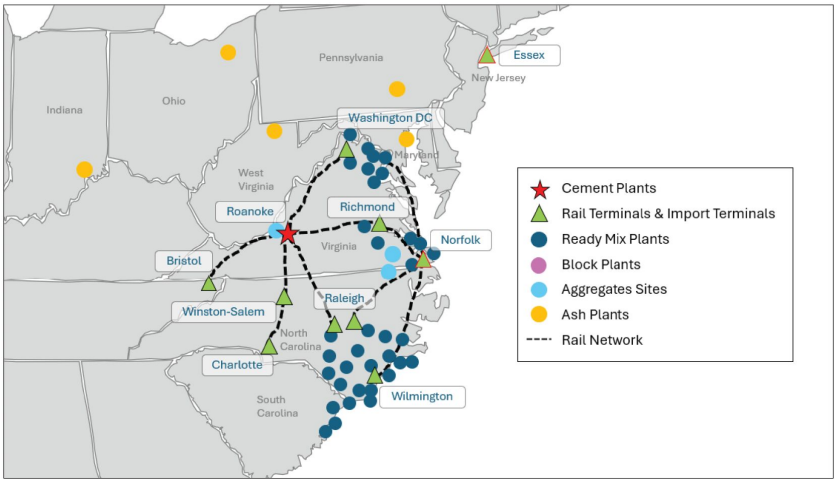 Pennsylvania
Essex
New Jersey
Ohio
Indiana
Washington DC
Maryland
West
Virginia
Roanoke
Richmond
Virginia
Norfolk
Bristol
Winston-Salem
Raleigh
North
Carolina
Charlotte
South
Carolina
Wilmington
Cement Plants
Rail Terminals & Import Terminals
Ready Mix Plants
Block Plants
Aggregates Sites
Ash Plants
Rail Network